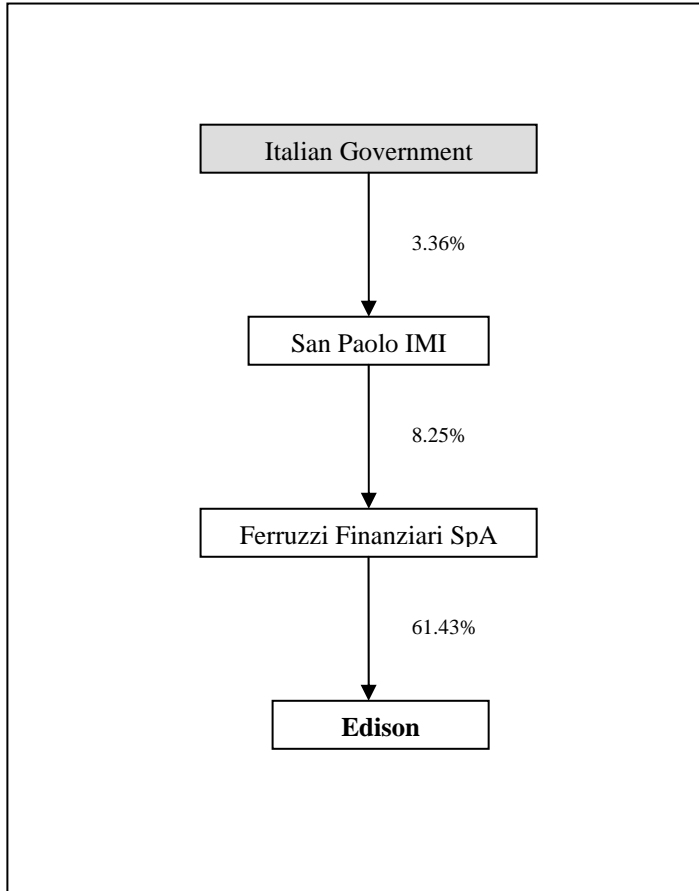 Italian Government
3.36%
San Paolo IMI
8.25%
Ferruzzi Finanziari SpA
61.43%
Edison